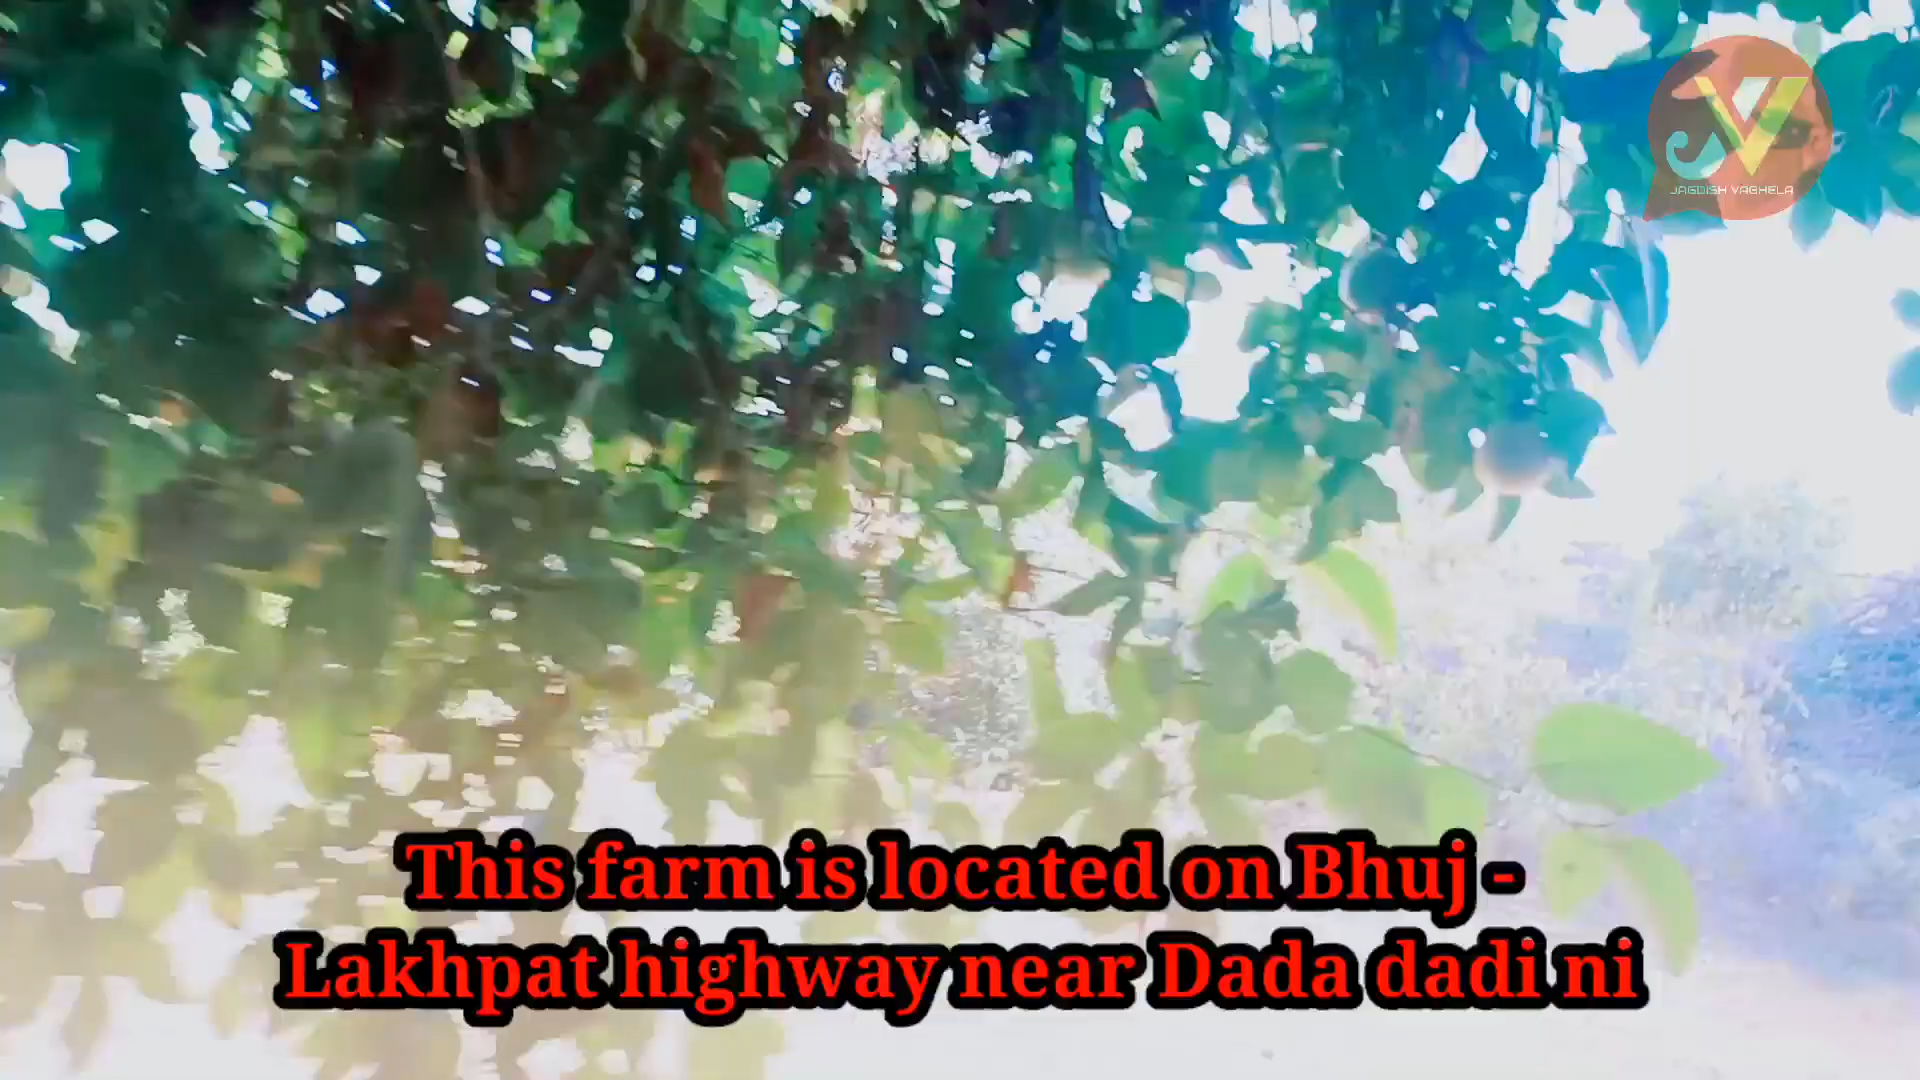 JAGDISH VAGHELA
This farm is located on Bhuj -
Lakhpat highway near Dada dadi ni